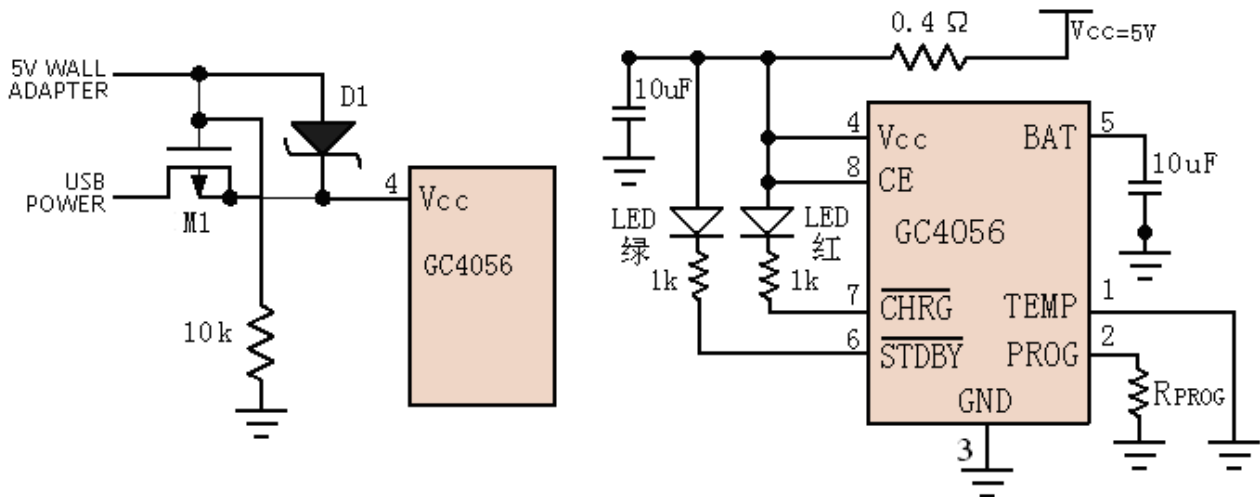 5V WALL
ADAPTER
D1
USB
POWER
M1
4
Vcc
GC4056
10k
0.4 Ω
Vcc=5V
10uF
4
Vcc
BAT
5
8
CE
10uF
LED
绿
LED
红
GC4056
1k
1k
7
CHRG
TEMP
1
6
STDBY
PROG
2
GND
RPROG
3